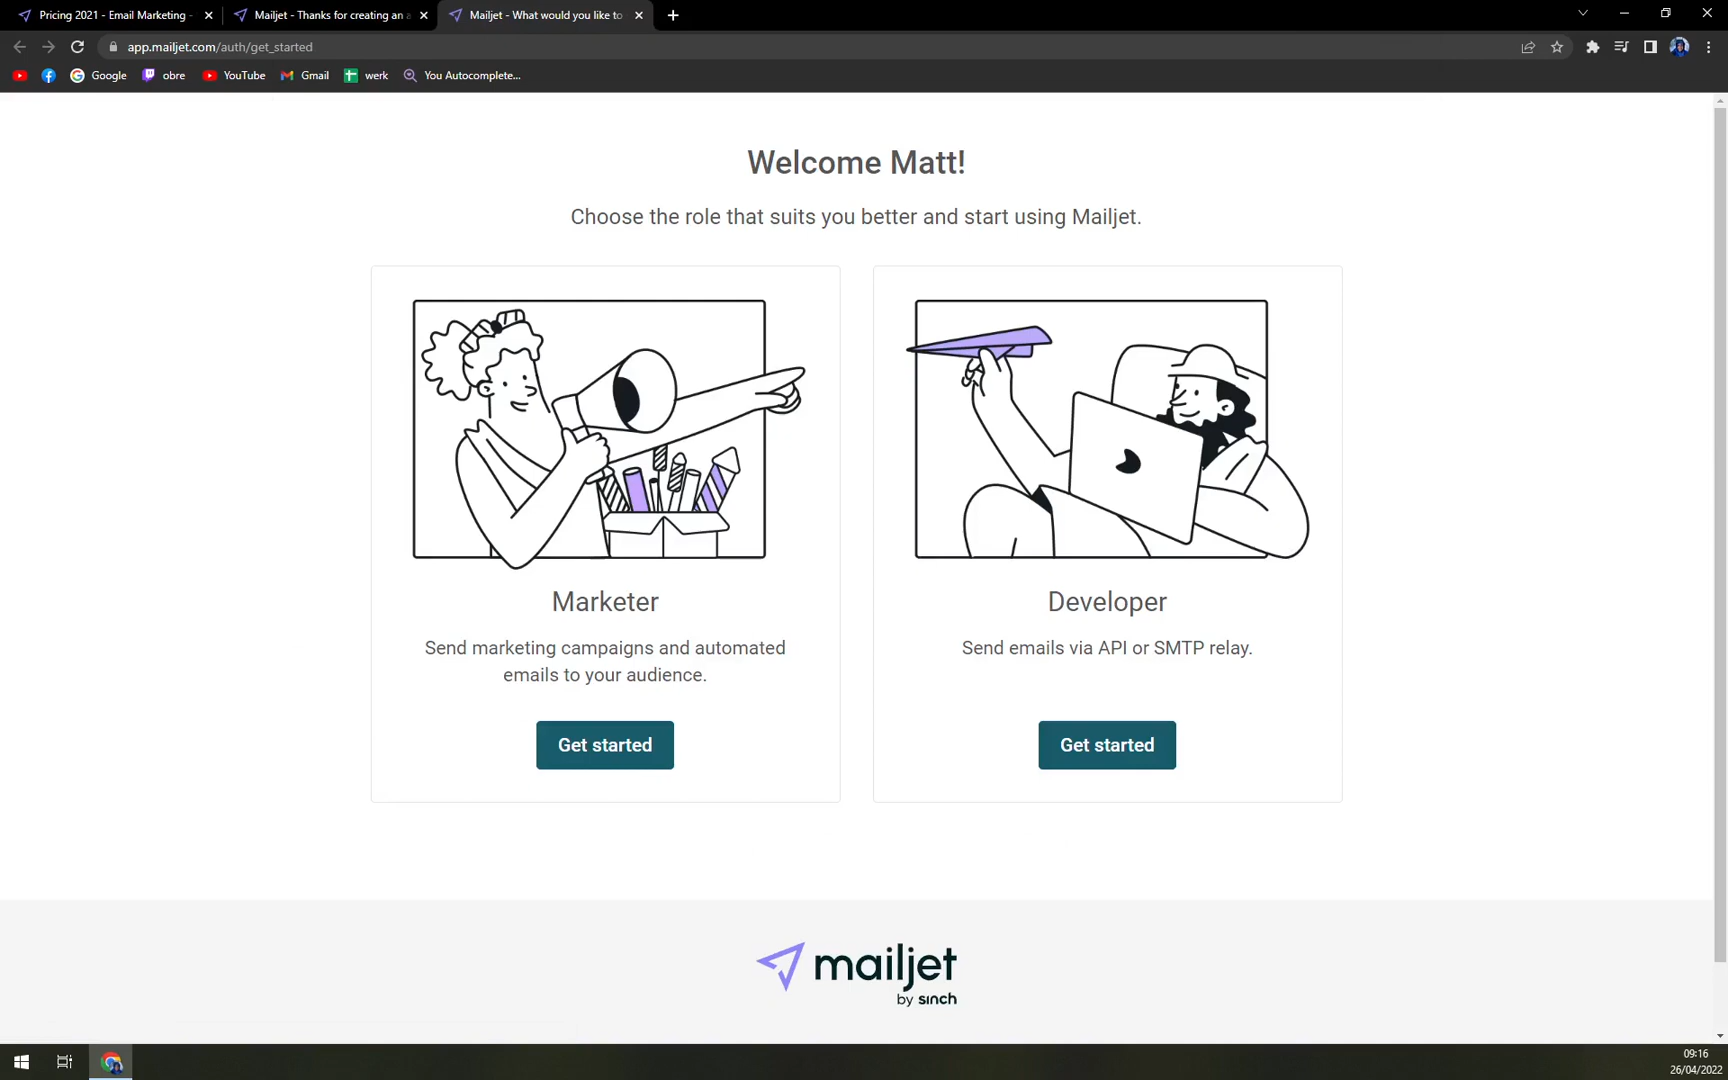 Pricing 2021 - Email Marketing -
Mailjet - Thanks for creating an a
Mailjet - What would you like to
app.mailjet.com/auth/get_started
Google
obre
YouTube
Gmail
werk
You Autocomplete...
Welcome Matt!
Choose the role that suits you better and start using Mailjet.
Marketer
Send marketing campaigns and automated
emails to your audience.
Get started
Developer
Send emails via API or SMTP relay.
Get started
mailjet
by sinch
09:16
26/04/2022